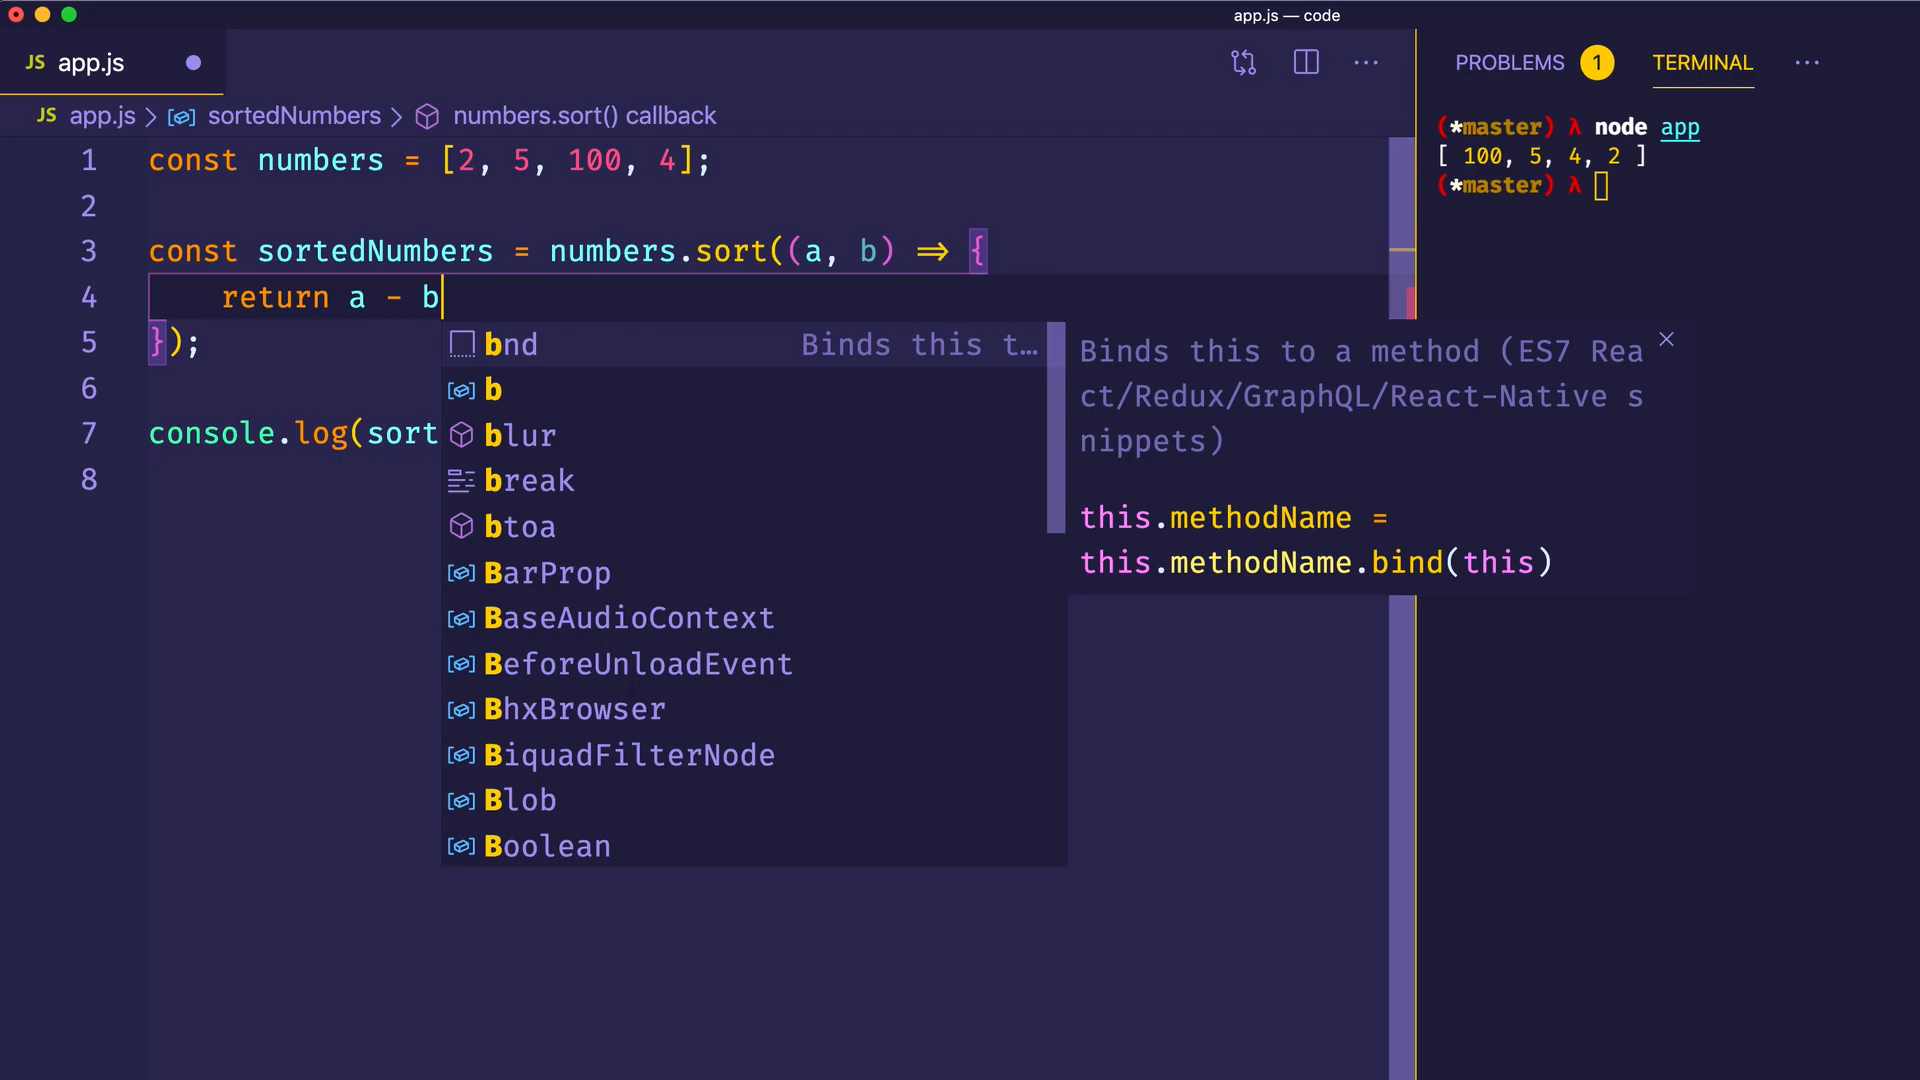 app.js — code
JS app.js
PROBLEMS 1 TERMINAL ···
JS app.js > sortedNumbers > numbers.sort() callback
1 const numbers = [2, 5, 100, 4];
2
3 const sortedNumbers = numbers.sort((a, b) => {
4 return a - b
5 });
6
7 console.log(sort
8
bnd Binds this t…
b
blur
break
btoa
BarProp
BaseAudioContext
BeforeUnloadEvent
BhxBrowser
BiquadFilterNode
Blob
Boolean
Binds this to a method (ES7 Rea
ct/Redux/GraphQL/React-Native s
nippets)
this.methodName =
this.methodName.bind(this)
(*master) λ node app
[ 100, 5, 4, 2 ]
(*master) λ